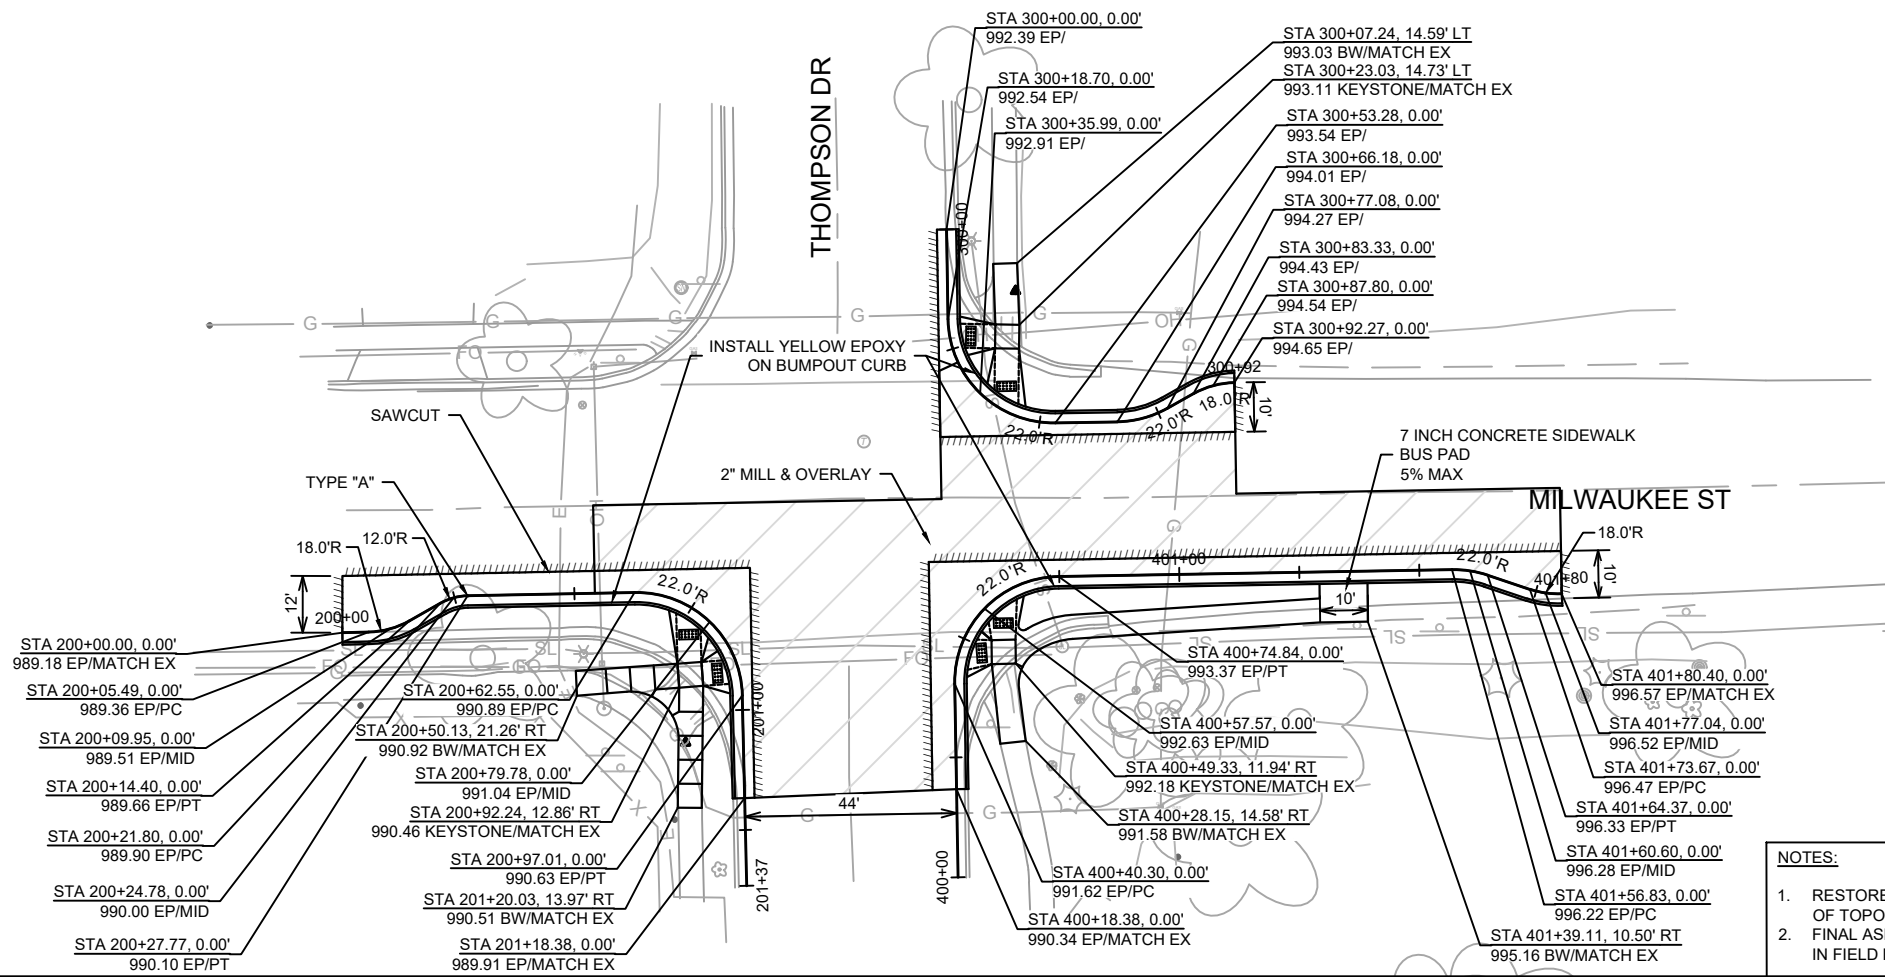 STA 300+00.00, 0.00'
992.39 EP/
STA 300+18.70, 0.00'
992.54 EP/
STA 300+35.99, 0.00'
992.91 EP/
STA 300+07.24, 14.59' LT
993.03 BW/MATCH EX
STA 300+23.03, 14.73' LT
993.11 KEYSTONE/MATCH EX
STA 300+53.28, 0.00'
993.54 EP/
STA 300+66.18, 0.00'
994.01 EP/
STA 300+77.08, 0.00'
994.27 EP/
STA 300+83.33, 0.00'
994.43 EP/
STA 300+87.80, 0.00'
994.54 EP/
STA 300+92.27, 0.00'
994.65 EP/
THOMPSON DR
300+00
G
G
G
G
G
OH
G
FO
INSTALL YELLOW EPOXY
ON BUMPOUT CURB
300+92
18.0'R
10'
22.0'R
22.0'R
SAWCUT
TYPE "A"
2" MILL & OVERLAY
7 INCH CONCRETE SIDEWALK
BUS PAD
5% MAX
MILWAUKEE ST
E
OH
G
18.0'R
12.0'R
12'
200+00
22.0'R
22.0'R
401+00
22.0'R
18.0'R
401+80
10'
10'
SL
SL
SL
SL
FO
STA 200+00.00, 0.00'
989.18 EP/MATCH EX
STA 200+05.49, 0.00'
989.36 EP/PC
STA 200+09.95, 0.00'
989.51 EP/MID
STA 200+14.40, 0.00'
989.66 EP/PT
STA 200+21.80, 0.00'
989.90 EP/PC
STA 200+24.78, 0.00'
990.00 EP/MID
STA 200+27.77, 0.00'
990.10 EP/PT
STA 200+62.55, 0.00'
990.89 EP/PC
STA 200+50.13, 21.26' RT
990.92 BW/MATCH EX
STA 200+79.78, 0.00'
991.04 EP/MID
STA 200+92.24, 12.86' RT
990.46 KEYSTONE/MATCH EX
STA 200+97.01, 0.00'
990.63 EP/PT
STA 201+20.03, 13.97' RT
990.51 BW/MATCH EX
STA 201+18.38, 0.00'
989.91 EP/MATCH EX
201+00
201+37
44'
G
G
400+00
STA 400+74.84, 0.00'
993.37 EP/PT
STA 400+57.57, 0.00'
992.63 EP/MID
STA 400+49.33, 11.94' RT
992.18 KEYSTONE/MATCH EX
STA 400+28.15, 14.58' RT
991.58 BW/MATCH EX
STA 400+40.30, 0.00'
991.62 EP/PC
STA 400+18.38, 0.00'
990.34 EP/MATCH EX
STA 401+80.40, 0.00'
996.57 EP/MATCH EX
STA 401+77.04, 0.00'
996.52 EP/MID
STA 401+73.67, 0.00'
996.47 EP/PC
STA 401+64.37, 0.00'
996.33 EP/PT
STA 401+60.60, 0.00'
996.28 EP/MID
STA 401+56.83, 0.00'
996.22 EP/PC
STA 401+39.11, 10.50' RT
995.16 BW/MATCH EX
NOTES:
1. RESTORE
OF TOPO
2. FINAL AS
IN FIELD